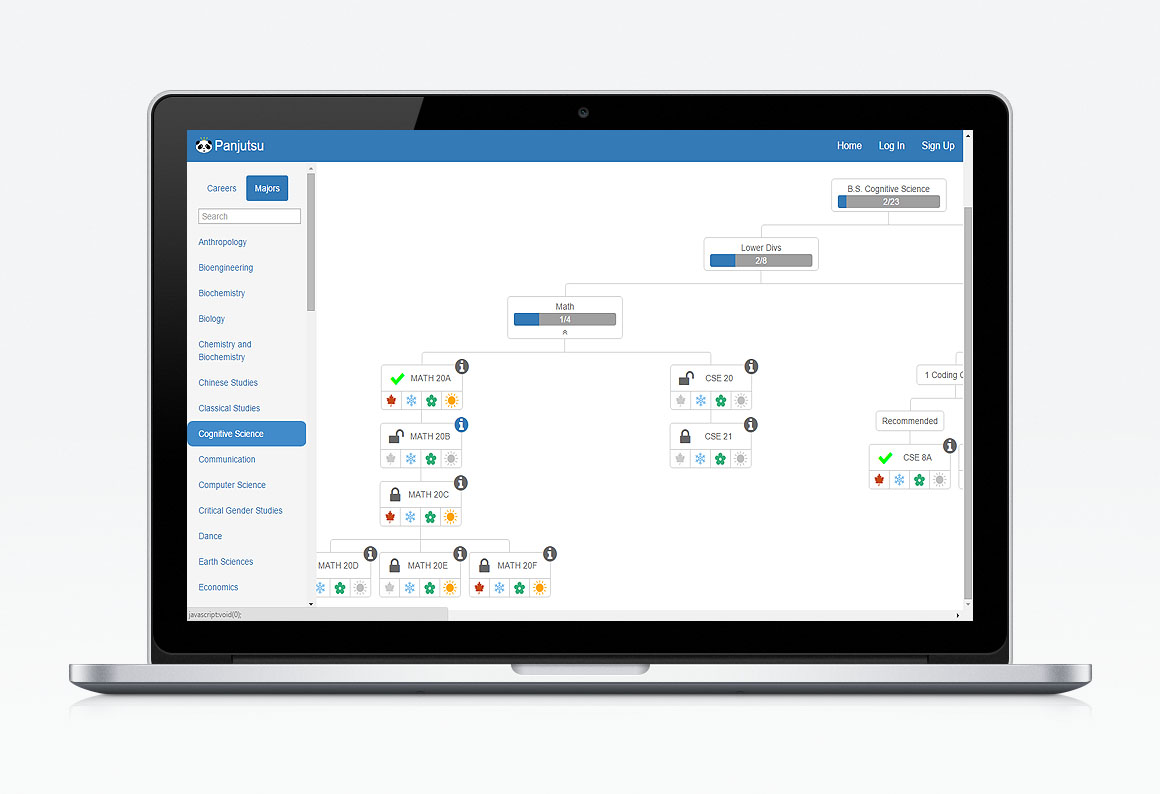 Panjutsu
Home Log In Sign Up
Careers Majors
Search
Anthropology
Bioengineering
Biochemistry
Biology
Chemistry and
Biochemistry
Chinese Studies
Classical Studies
Cognitive Science
Communication
Computer Science
Critical Gender Studies
Dance
Earth Sciences
Economics
javascript:void(0);
B.S. Cognitive Science
2/23
Lower Divs
2/8
Math
1/4
MATH 20A
CSE 20
MATH 20B
CSE 21
MATH 20C
MATH 20D
MATH 20E
MATH 20F
1 Coding C
Recommended
CSE 8A